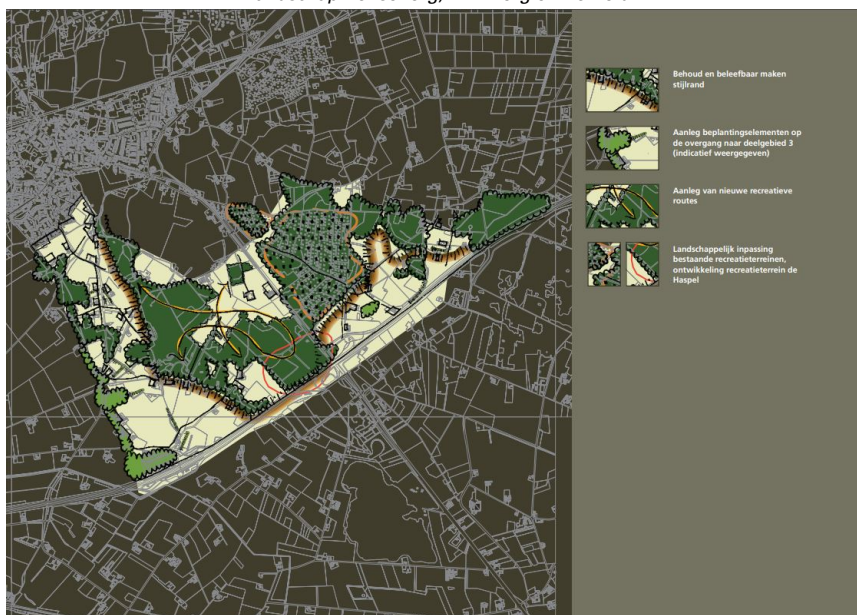 Behoud en beleefbaar maken
stijlrand
Aanleg beplantingselementen op
de overgang naar deelgebied 3
(indicatief weergegeven)
Aanleg van nieuwe recreatieve
routes
Landschappelijk inpassing
bestaande recreatieterreinen,
ontwikkeling recreatieterrein de
Haspel